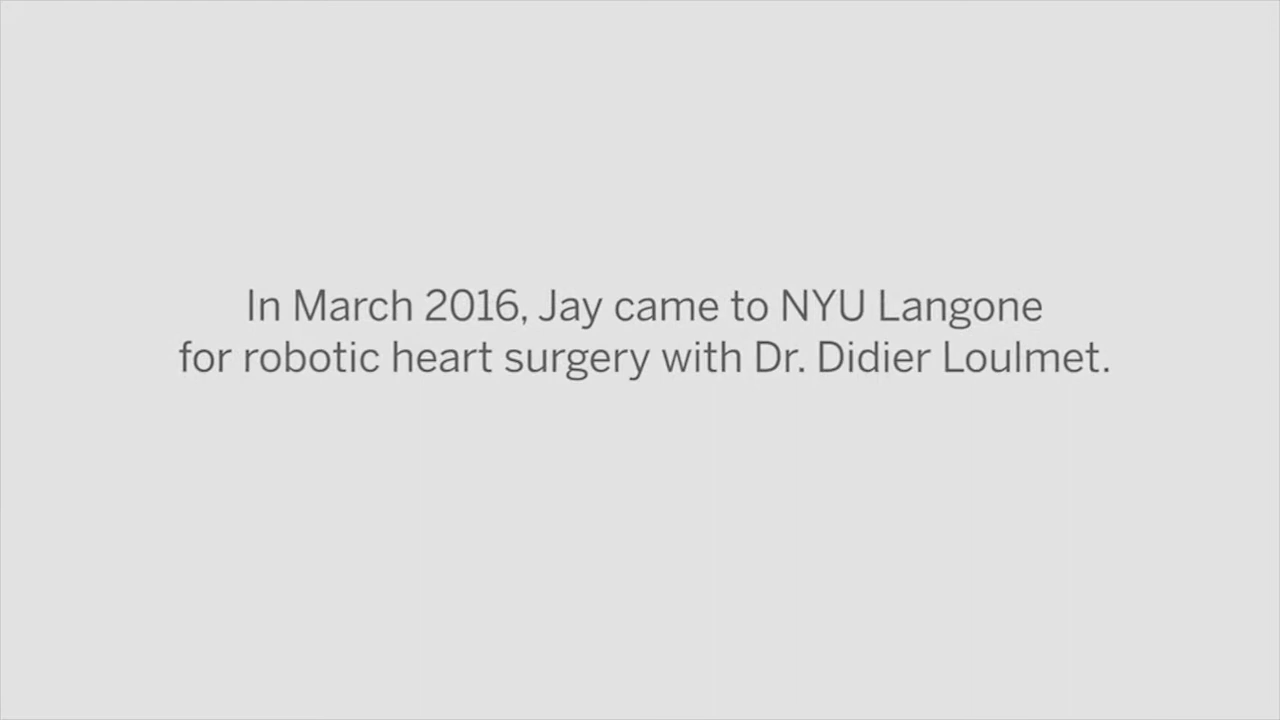 In March 2016, Jay came to NYU Langone
for robotic heart surgery with Dr. Didier Loulmet.